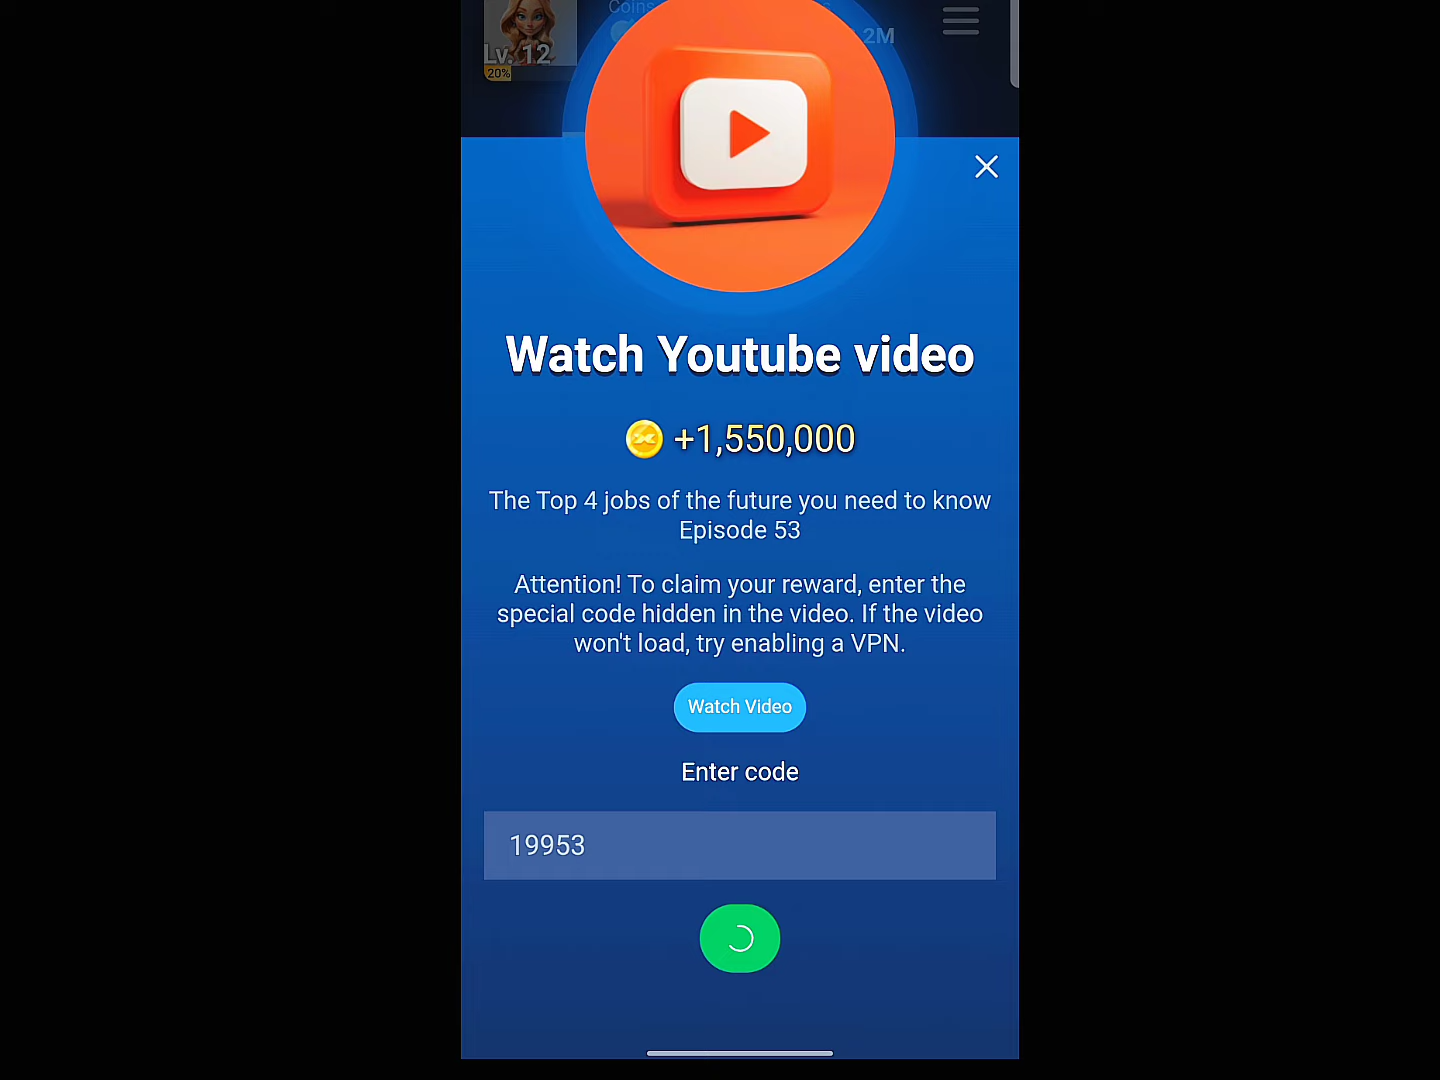 Coins
.2M
Lv. 12
20%
Watch Youtube video
+1,550,000
The Top 4 jobs of the future you need to know
Episode 53
Attention! To claim your reward, enter the
special code hidden in the video. If the video
won't load, try enabling a VPN.
Watch Video
Enter code
19953